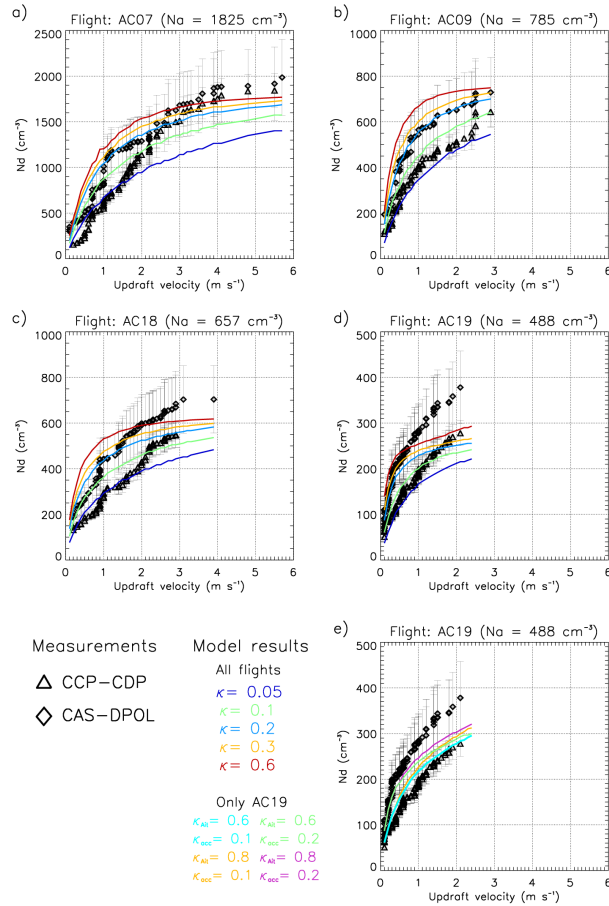 a) Flight: AC07 (Na = 1825 cm⁻³)
2500
2000
1500
1000
500
0
Nd (cm⁻³)
0 1 2 3 4 5 6
Updraft velocity (m s⁻¹)
b) Flight: AC09 (Na = 785 cm⁻³)
1000
800
600
400
200
0
Nd (cm⁻³)
0 1 2 3 4 5 6
Updraft velocity (m s⁻¹)
c) Flight: AC18 (Na = 657 cm⁻³)
1000
800
600
400
200
0
Nd (cm⁻³)
0 1 2 3 4 5 6
Updraft velocity (m s⁻¹)
d) Flight: AC19 (Na = 488 cm⁻³)
500
400
300
200
100
0
Nd (cm⁻³)
0 1 2 3 4 5 6
Updraft velocity (m s⁻¹)
Measurements
CCP-CDP
CAS-DPOL
Model results
All flights
κ= 0.05
κ= 0.1
κ= 0.2
κ= 0.3
κ= 0.6
Only AC19
κAit= 0.6 κAit= 0.6
κacc= 0.1 κacc= 0.2
κAit= 0.8 κAit= 0.8
κacc= 0.1 κacc= 0.2
e) Flight: AC19 (Na = 488 cm⁻³)
500
400
300
200
100
0
Nd (cm⁻³)
0 1 2 3 4 5 6
Updraft velocity (m s⁻¹)